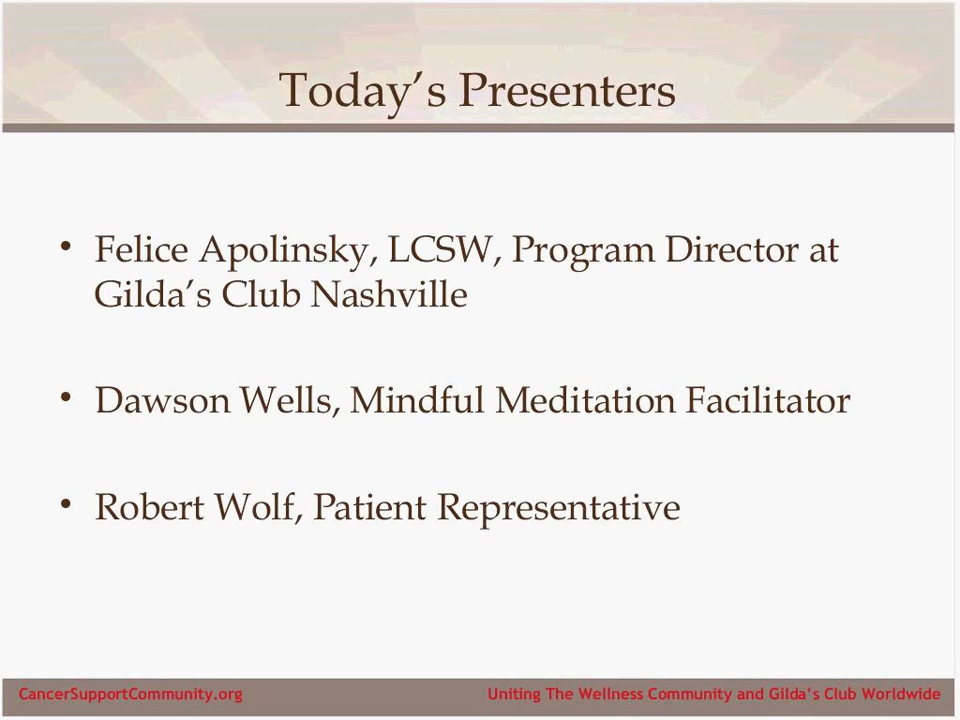 Today’s Presenters
• Felice Apolinsky, LCSW, Program Director at
Gilda’s Club Nashville
• Dawson Wells, Mindful Meditation Facilitator
• Robert Wolf, Patient Representative
CancerSupportCommunity.org
Uniting The Wellness Community and Gilda’s Club Worldwide